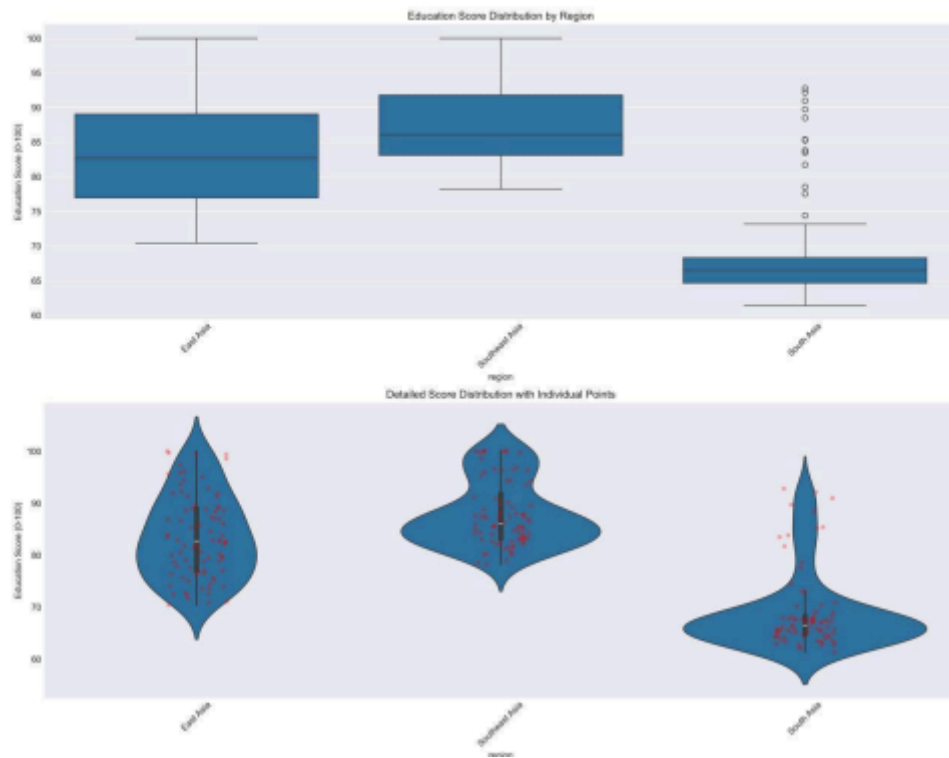 Education Score Distribution by Region
Education Score (0-100)
100
95
90
85
80
75
70
65
60
East Asia
Southeast Asia
South Asia
region
Detailed Score Distribution with Individual Points
Education Score (0-100)
100
90
80
70
60
East Asia
Southeast Asia
South Asia
region